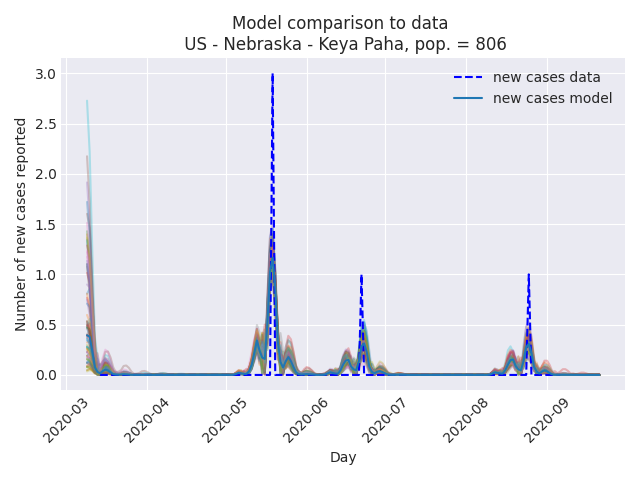 Model comparison to data
US - Nebraska - Keya Paha, pop. = 806
Number of new cases reported
3.0
2.5
2.0
1.5
1.0
0.5
0.0
new cases data
new cases model
2020-03
2020-04
2020-05
2020-06
2020-07
2020-08
2020-09
Day